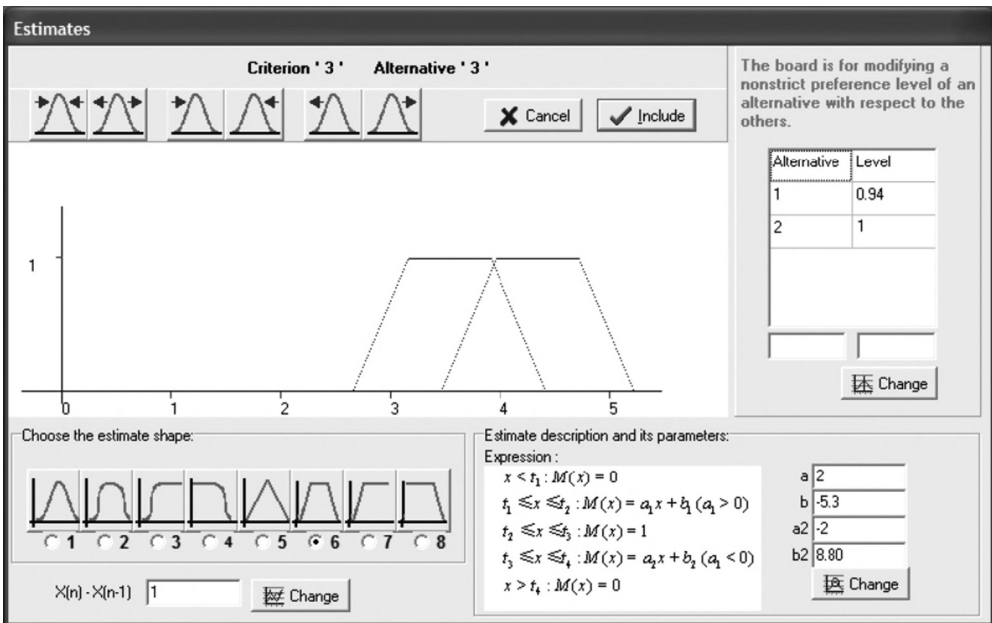 Estimates
Criterion ' 3 ' Alternative ' 3 '
Cancel
Include
The board is for modifying a
nonstrict preference level of an
alternative with respect to the
others.
Alternative Level
1 0.94
2 1
Change
1
0 1 2 3 4 5
Choose the estimate shape:
1 2 3 4 5 6 7 8
X(n) - X(n-1) 1 Change
Estimate description and its parameters:
Expression :
x < t₁ : M(x) = 0
t₁ ≤ x ≤ t₂ : M(x) = a₁x + b₁ (a₁ > 0)
t₂ ≤ x ≤ t₃ : M(x) = 1
t₃ ≤ x ≤ t₄ : M(x) = a₂x + b₂ (a₁ < 0)
x > t₄ : M(x) = 0
a 2
b -5.3
a2 -2
b2 8.80
Change